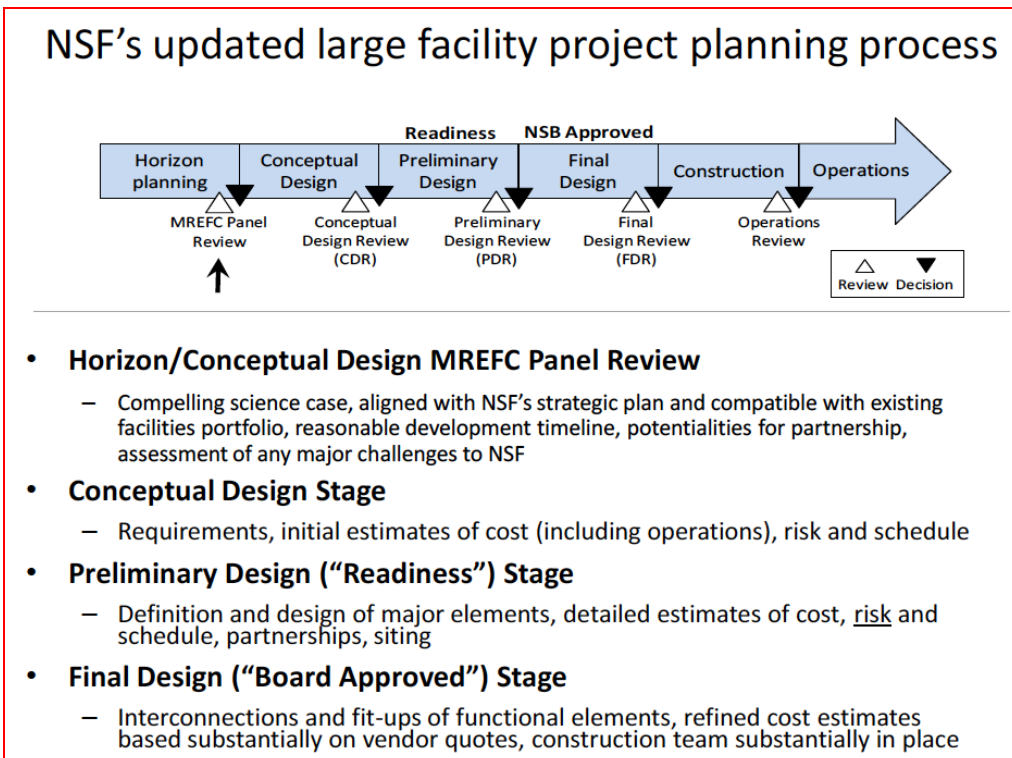 NSF's updated large facility project planning process
Readiness NSB Approved
Horizon planning
Conceptual Design
Preliminary Design
Final Design
Construction
Operations
MREFC Panel Review
Conceptual Design Review (CDR)
Preliminary Design Review (PDR)
Final Design Review (FDR)
Operations Review
Review Decision
• Horizon/Conceptual Design MREFC Panel Review
– Compelling science case, aligned with NSF's strategic plan and compatible with existing
facilities portfolio, reasonable development timeline, potentialities for partnership,
assessment of any major challenges to NSF
• Conceptual Design Stage
– Requirements, initial estimates of cost (including operations), risk and schedule
• Preliminary Design (“Readiness”) Stage
– Definition and design of major elements, detailed estimates of cost, risk and
schedule, partnerships, siting
• Final Design (“Board Approved”) Stage
– Interconnections and fit-ups of functional elements, refined cost estimates
based substantially on vendor quotes, construction team substantially in place